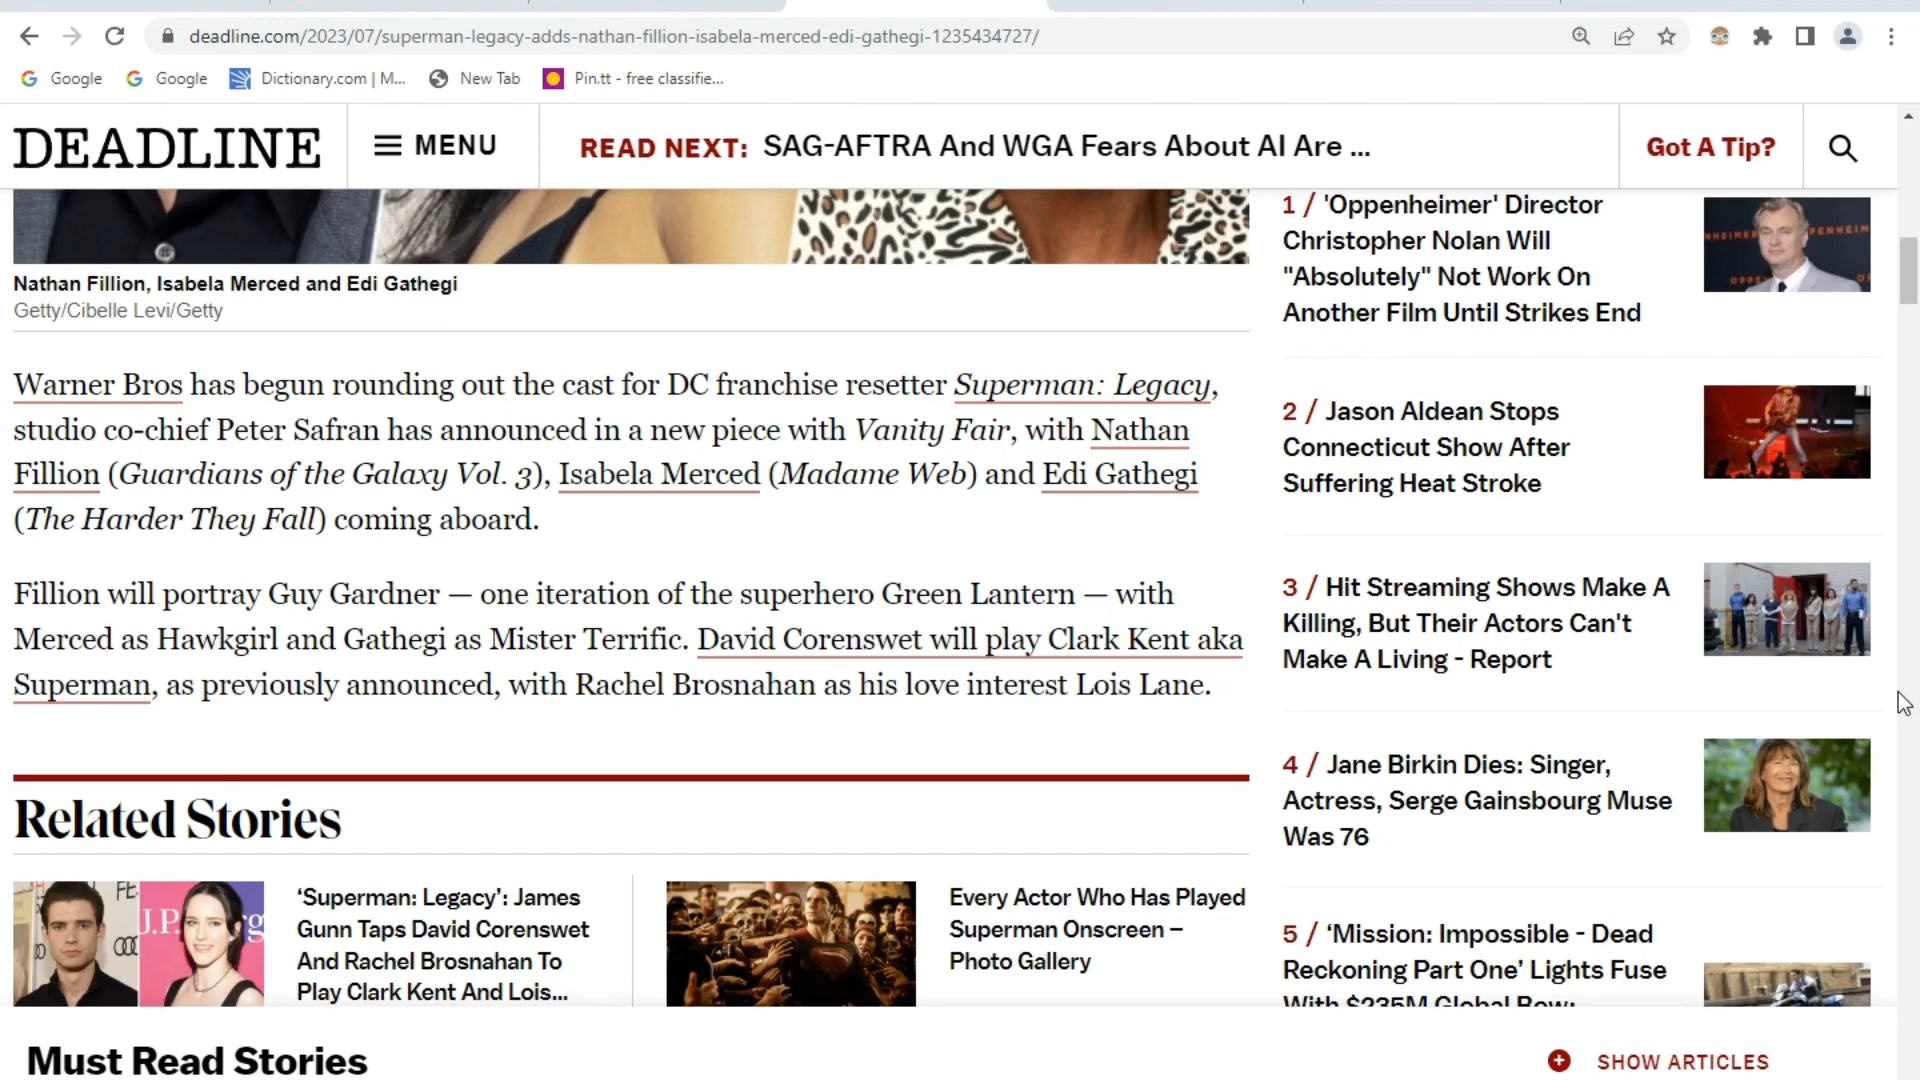 deadline.com/2023/07/superman-legacy-adds-nathan-fillion-isabela-merced-edi-gathegi-1235434727/
Google
Google
Dictionary.com | M...
New Tab
Pin.tt - free classifie...
DEADLINE
MENU
READ NEXT: SAG-AFTRA And WGA Fears About AI Are ...
Got A Tip?
Nathan Fillion, Isabela Merced and Edi Gathegi
Getty/Cibelle Levi/Getty
Warner Bros has begun rounding out the cast for DC franchise resetter Superman: Legacy,
studio co-chief Peter Safran has announced in a new piece with Vanity Fair, with Nathan
Fillion (Guardians of the Galaxy Vol. 3), Isabela Merced (Madame Web) and Edi Gathegi
(The Harder They Fall) coming aboard.
Fillion will portray Guy Gardner — one iteration of the superhero Green Lantern — with
Merced as Hawkgirl and Gathegi as Mister Terrific. David Corenswet will play Clark Kent aka
Superman, as previously announced, with Rachel Brosnahan as his love interest Lois Lane.
Related Stories
J.P.
‘Superman: Legacy’: James
Gunn Taps David Corenswet
And Rachel Brosnahan To
Play Clark Kent And Lois...
Every Actor Who Has Played
Superman Onscreen –
Photo Gallery
1 / 'Oppenheimer' Director
Christopher Nolan Will
"Absolutely" Not Work On
Another Film Until Strikes End
2 / Jason Aldean Stops
Connecticut Show After
Suffering Heat Stroke
3 / Hit Streaming Shows Make A
Killing, But Their Actors Can't
Make A Living - Report
4 / Jane Birkin Dies: Singer,
Actress, Serge Gainsbourg Muse
Was 76
5 / ‘Mission: Impossible - Dead
Reckoning Part One’ Lights Fuse
With $235M Global Bow:
Must Read Stories
SHOW ARTICLES